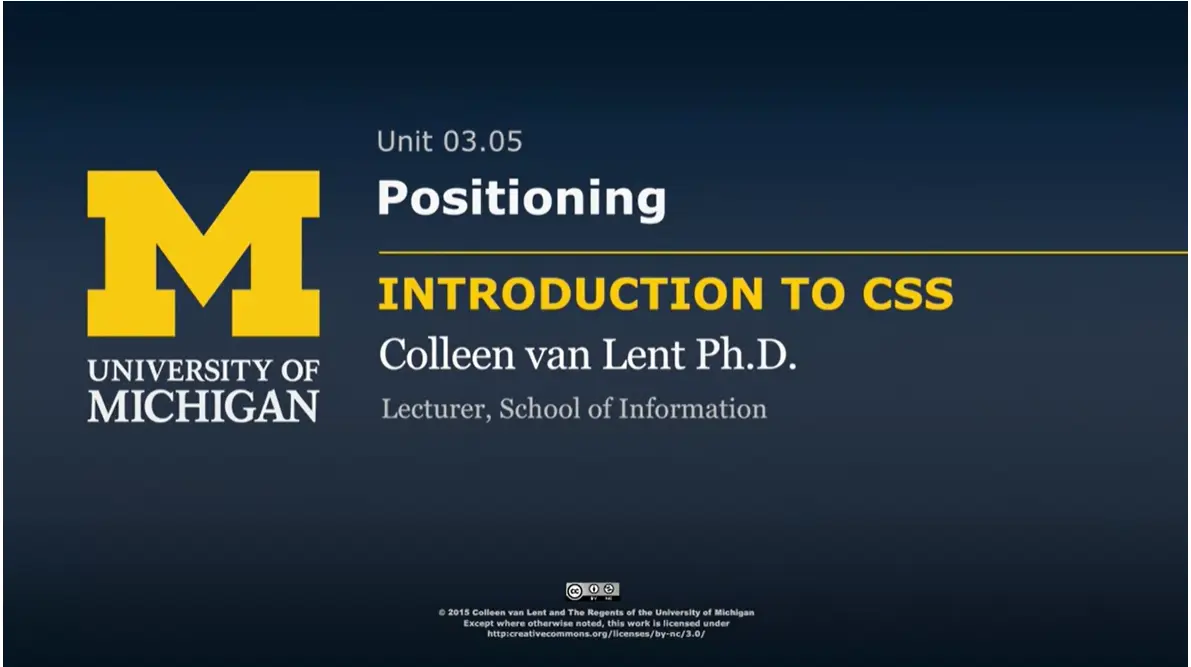 Unit 03.05
Positioning
INTRODUCTION TO CSS
Colleen van Lent Ph.D.
Lecturer, School of Information
UNIVERSITY OF
MICHIGAN
cc
BY NC
© 2015 Colleen van Lent and The Regents of the University of Michigan
Except where otherwise noted, this work is licensed under
http:creativecommons.org/licenses/by-nc/3.0/